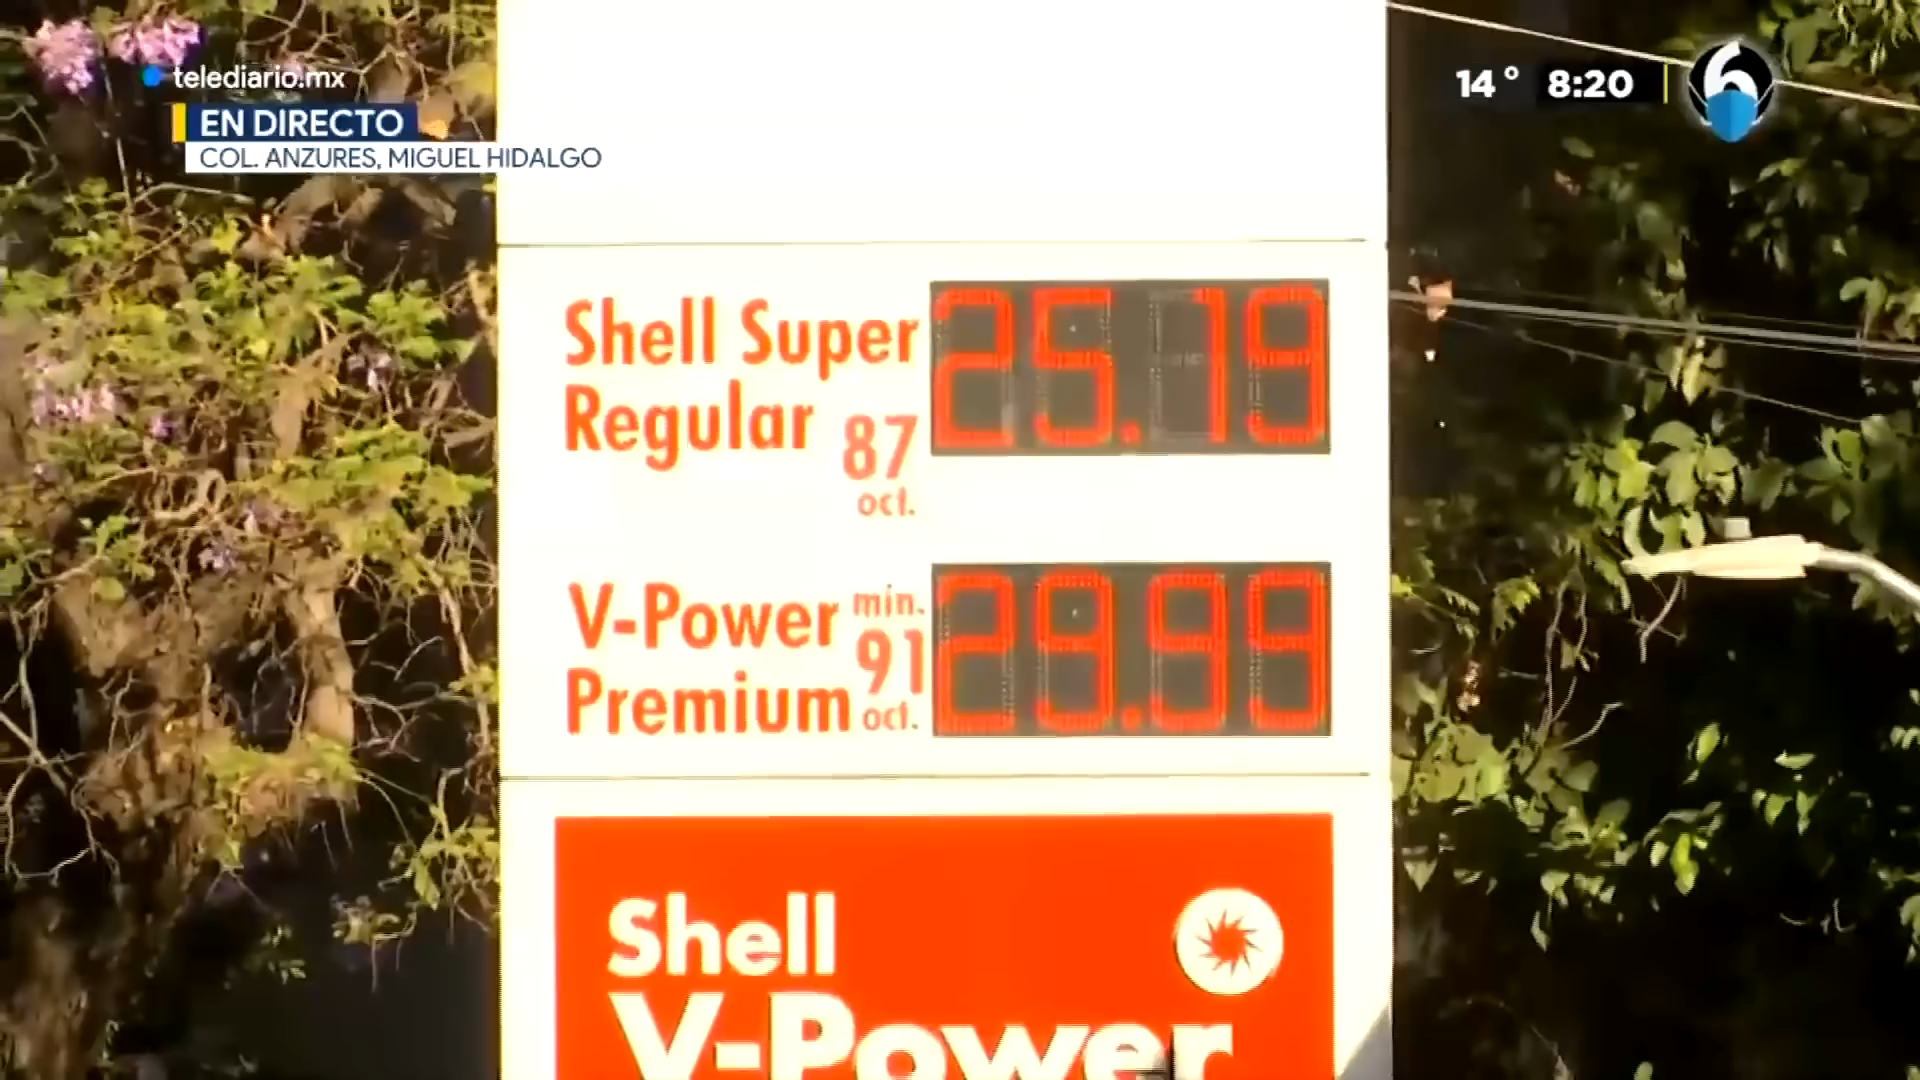 telediario.mx
EN DIRECTO
COL. ANZURES, MIGUEL HIDALGO
14° 8:20
6
Shell Super 25.19
Regular 87
oct.
V-Power min. 29.99
Premium 91
oct.
Shell
V-Power